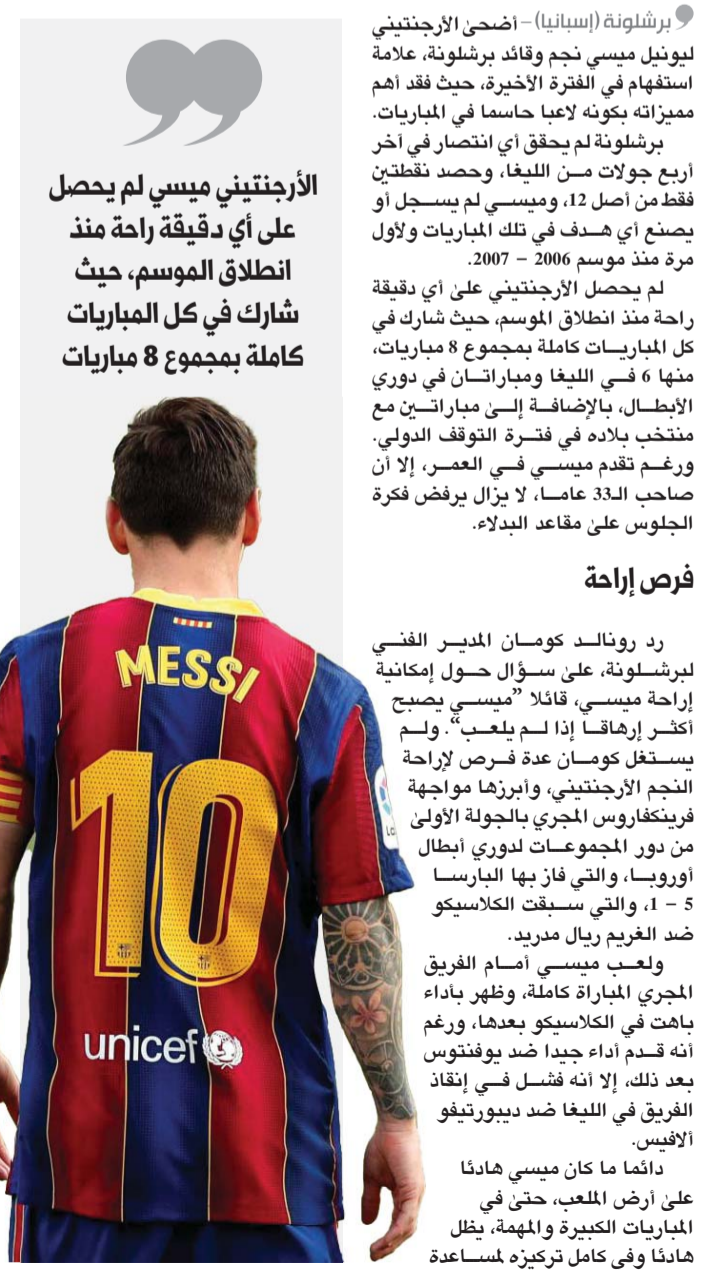 برشلونة (إسبانيا) – أضحى الأرجنتيني
ليونيل ميسي نجم وقائد برشلونة، علامة
استفهام في الفترة الأخيرة، حيث فقد أهم
مميزاته بكونه لاعبا حاسما في المباريات.
برشلونة لم يحقق أي انتصار في آخر
أربع جولات من الليغا، وحصد نقطتين
فقط من أصل 12، وميسي لم يسجل أو
يصنع أي هدف في تلك المباريات ولأول
مرة منذ موسم 2006 – 2007.
لم يحصل الأرجنتيني على أي دقيقة
راحة منذ انطلاق الموسم، حيث شارك في
كل المباريات كاملة بمجموع 8 مباريات،
منها 6 في الليغا ومباراتان في دوري
الأبطال، بالإضافة إلى مباراتين مع
منتخب بلاده في فترة التوقف الدولي.
ورغم تقدم ميسي في العمر، إلا أن
صاحب الـ33 عاما، لا يزال يرفض فكرة
الجلوس على مقاعد البدلاء.
فرص إراحة
رد رونالد كومان المدير الفني
لبرشلونة، على سؤال حول إمكانية
إراحة ميسي، قائلا ”ميسي يصبح
أكثر إرهاقا إذا لم يلعب“. ولم
يستغل كومان عدة فرص لإراحة
النجم الأرجنتيني، وأبرزها مواجهة
فرينكفاروس المجري بالجولة الأولى
من دور المجموعات لدوري أبطال
أوروبا، والتي فاز بها البارسا
5 – 1، والتي سبقت الكلاسيكو
ضد الغريم ريال مدريد.
ولعب ميسي أمام الفريق
المجري المباراة كاملة، وظهر بأداء
باهت في الكلاسيكو بعدها، ورغم
أنه قدم أداء جيدا ضد يوفنتوس
بعد ذلك، إلا أنه فشل في إنقاذ
الفريق في الليغا ضد ديبورتيفو
ألافيس.
دائما ما كان ميسي هادئا
على أرض الملعب، حتى في
المباريات الكبيرة والمهمة، يظل
هادئا وفي كامل تركيزه لمساعدة
الأرجنتيني ميسي لم يحصل
على أي دقيقة راحة منذ
انطلاق الموسم، حيث
شارك في كل المباريات
كاملة بمجموع 8 مباريات
MESSI
10
unicef